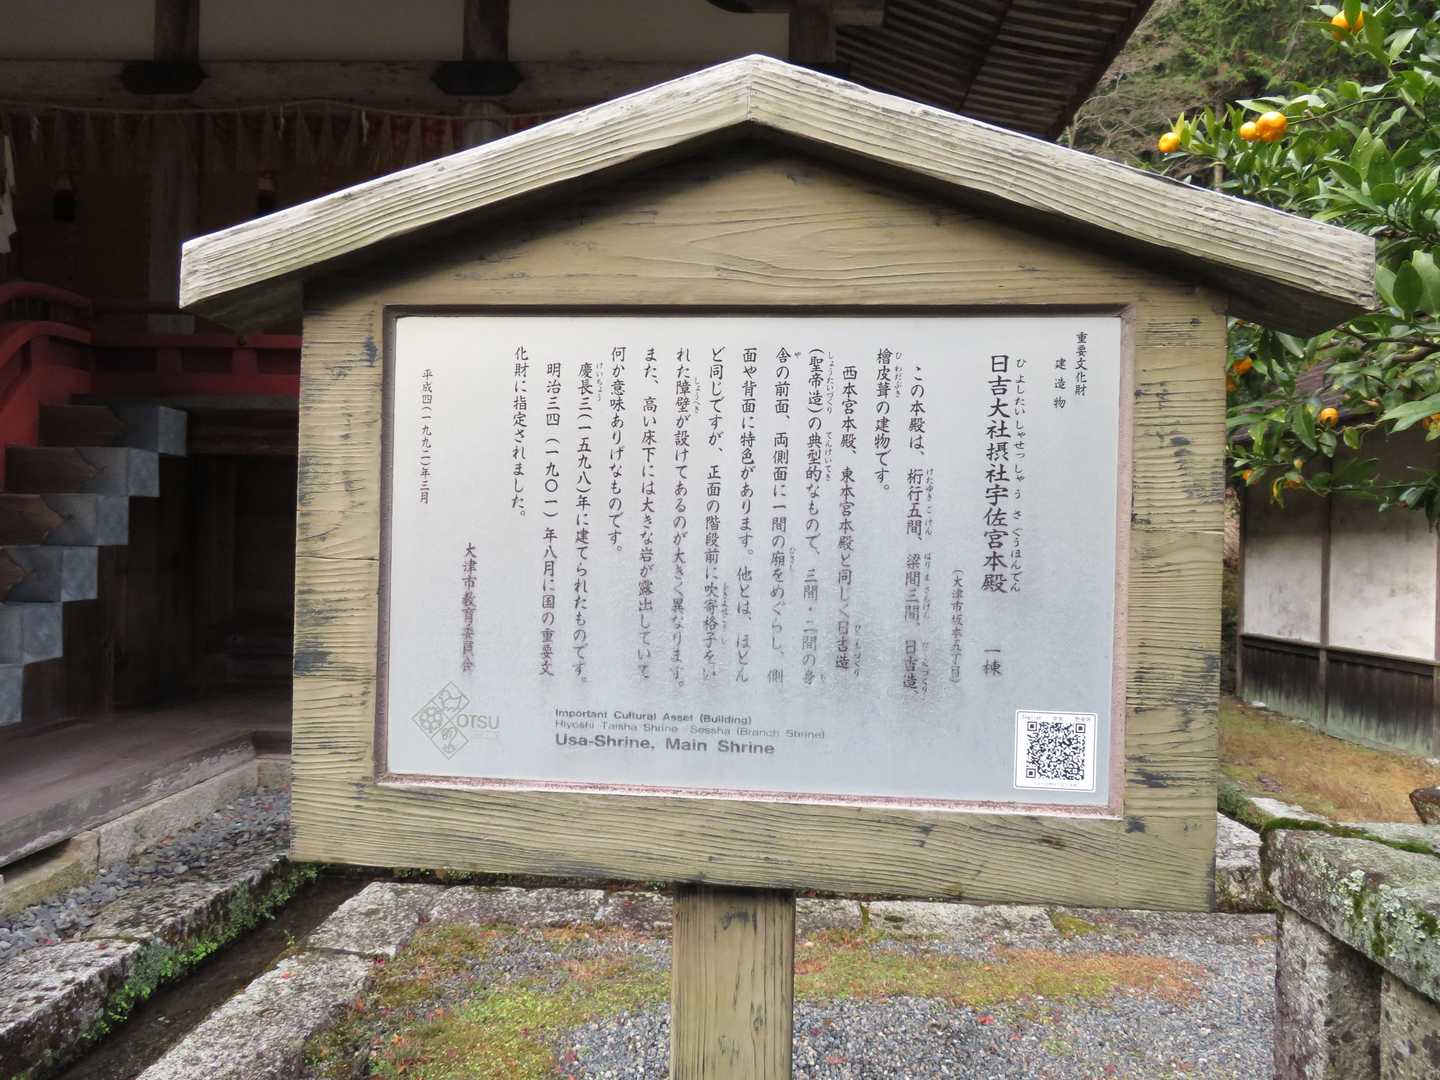 重要文化財
建造物
日吉大社摂社宇佐宮本殿 一棟
(大津市坂本五丁目)
この本殿は、桁行五間、梁間三間、日吉造、
檜皮葺の建物です。
西本宮本殿、東本宮本殿と同じく日吉造
(聖帝造)の典型的なもので、三間・二間の身
舎の前面、両側面に一間の廂をめぐらし、側
面や背面に特色があります。他とは、ほとん
ど同じですが、正面の階段前に吹寄格子をい
れた障壁が設けてあるのが大きく異なります。
また、高い床下には大きな岩が露出していて
何か意味ありげなものです。
慶長三(一五九八)年に建てられたものです。
明治三四(一九〇一)年八月に国の重要文
化財に指定されました。
大津市教育委員会
平成四(一九九二)年三月
OTSU
Important Cultural Asset (Building)
Hiyoshi Taisha Shrine Sessha (Branch Shrine)
Usa-Shrine, Main Shrine